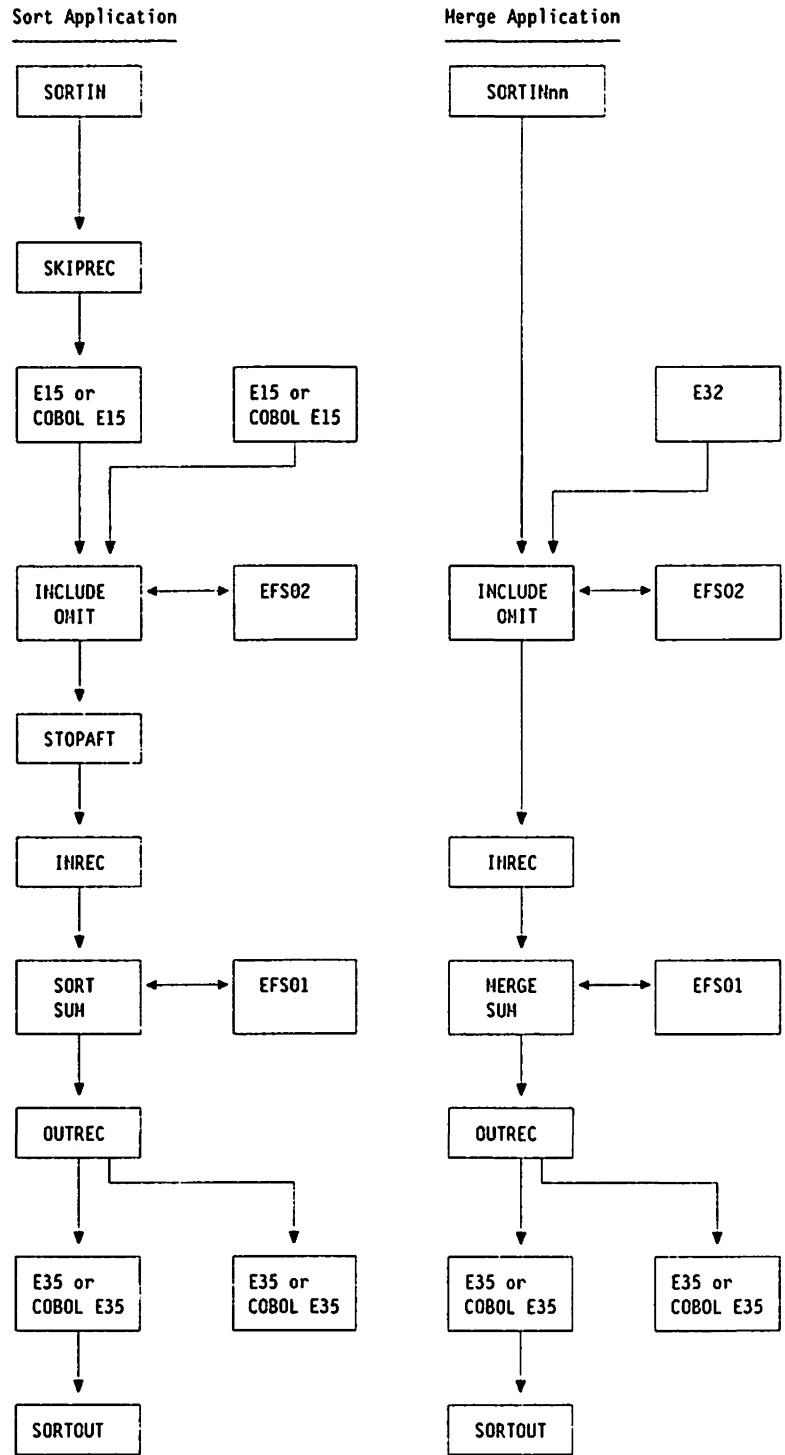 Sort Application
SORTIN
SKIPREC
E15 or
COBOL E15
E15 or
COBOL E15
INCLUDE
OMIT
EFS02
STOPAFT
INREC
SORT
SUM
EFS01
OUTREC
E35 or
COBOL E35
E35 or
COBOL E35
SORTOUT
Merge Application
SORTINnn
E32
INCLUDE
OMIT
EFS02
INREC
MERGE
SUM
EFS01
OUTREC
E35 or
COBOL E35
E35 or
COBOL E35
SORTOUT